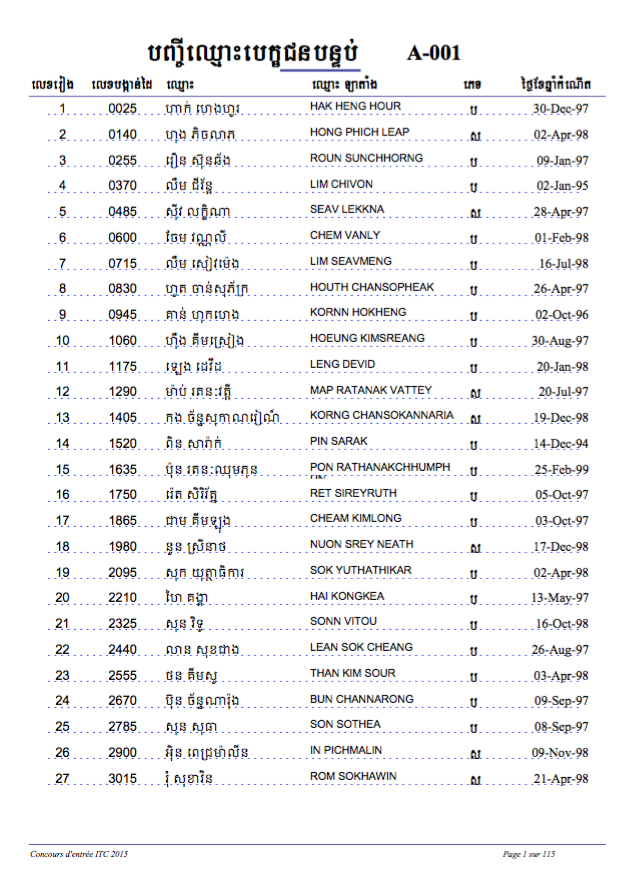 បញ្ជីឈ្មោះបេក្ខជនបន្ទប់ A-001
លេខរៀង លេខបង្កាន់ដៃ ឈ្មោះ ឈ្មោះ ឡាតាំង ភេទ ថ្ងៃខែឆ្នាំកំណើត
1 0025 ហាក់ ហេងហួរ HAK HENG HOUR ប 30-Dec-97
2 0140 ហុង ភិចលាភ HONG PHICH LEAP ស 02-Apr-98
3 0255 រឿន ស៊ុនឆ័ង ROUN SUNCHHORNG ប 09-Jan-97
4 0370 លឹម ជីវ័ន្ត LIM CHIVON ប 02-Jan-95
5 0485 ស៊ីវ លក្ខិណា SEAV LEKKNA ស 28-Apr-97
6 0600 ចែម វណ្ណលី CHEM VANLY ប 01-Feb-98
7 0715 លឹម សៀវម៉េង LIM SEAVMENG ប 16-Jul-98
8 0830 ហួត ចាន់សុភ័ក្រ HOUTH CHANSOPHEAK ប 26-Apr-97
9 0945 គាន់ ហុកហេង KORNN HOKHENG ប 02-Oct-96
10 1060 ហ៊ឹង គីមស្រៀង HOEUNG KIMSREANG ប 30-Aug-97
11 1175 ឡេង ដេវីដ LENG DEVID ប 20-Jan-98
12 1290 ម៉ាប់ រតនៈវត្តី MAP RATANAK VATTEY ស 20-Jul-97
13 1405 កង ច័ន្ទសុកាណរៀណ៌ KORNG CHANSOKANNARIA ស 19-Dec-98
14 1520 ពិន សារ៉ាក់ PIN SARAK ប 14-Dec-94
15 1635 ប៉ុន រតនៈឈុមភុន PON RATHANAKCHHUMPH ប 25-Feb-99
16 1750 រ៉េត សិរិរ័ត្ន RET SIREYRUTH ប 05-Oct-97
17 1865 ជាម គីមឡុង CHEAM KIMLONG ប 03-Oct-97
18 1980 នួន ស្រីនាថ NUON SREY NEATH ស 17-Dec-98
19 2095 សុក យុត្តាធិការ SOK YUTHATHIKAR ប 02-Apr-98
20 2210 ហៃ គង្គា HAI KONGKEA ប 13-May-97
21 2325 សុន វិទូ SONN VITOU ប 16-Oct-98
22 2440 លាន សុខជាង LEAN SOK CHEANG ប 26-Aug-97
23 2555 ថន គីមសួ THAN KIM SOUR ប 03-Apr-98
24 2670 ប៊ុន ច័ន្ទណារ៉ុង BUN CHANNARONG ប 09-Sep-97
25 2785 សុន សុធា SON SOTHEA ប 08-Sep-97
26 2900 អ៊ិន ពេជ្រម៉ាលីន IN PICHMALIN ស 09-Nov-98
27 3015 រុំ សុខាវិន ROM SOKHAWIN ស 21-Apr-98
Concours d'entrée ITC 2015 Page 1 sur 115